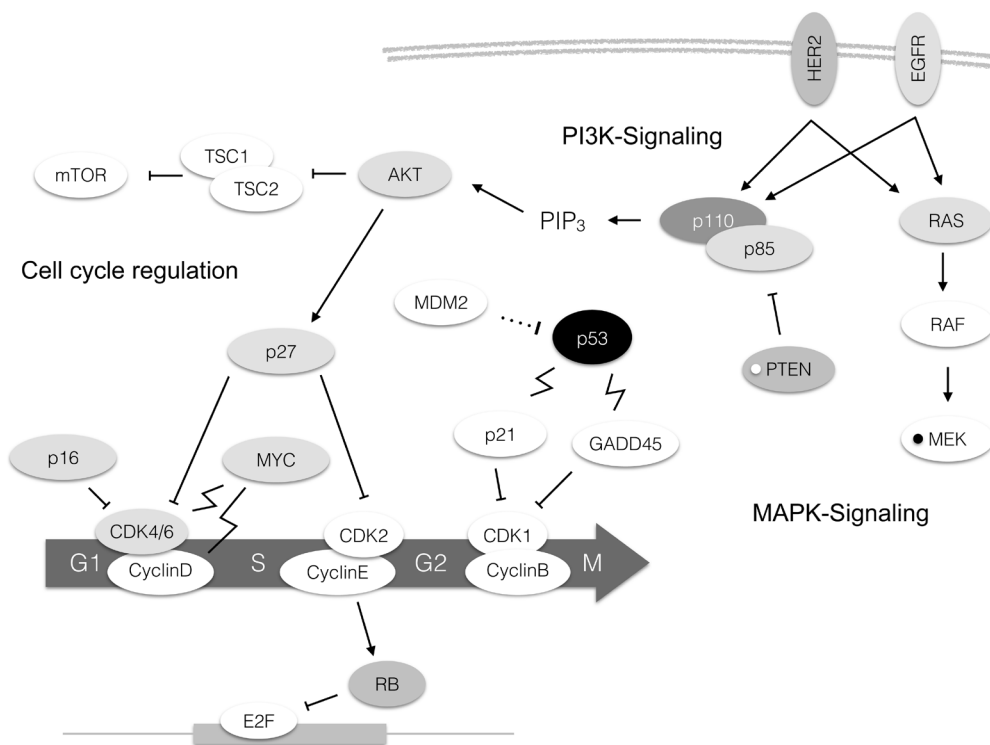 HER2
EGFR
PI3K-Signaling
TSC1
mTOR
TSC2
AKT
PIP₃
p110
p85
RAS
Cell cycle regulation
MDM2
p53
RAF
p27
PTEN
p21
GADD45
MEK
p16
MYC
MAPK-Signaling
CDK4/6
CDK2
CDK1
G1
CyclinD
S
CyclinE
G2
CyclinB
M
RB
E2F